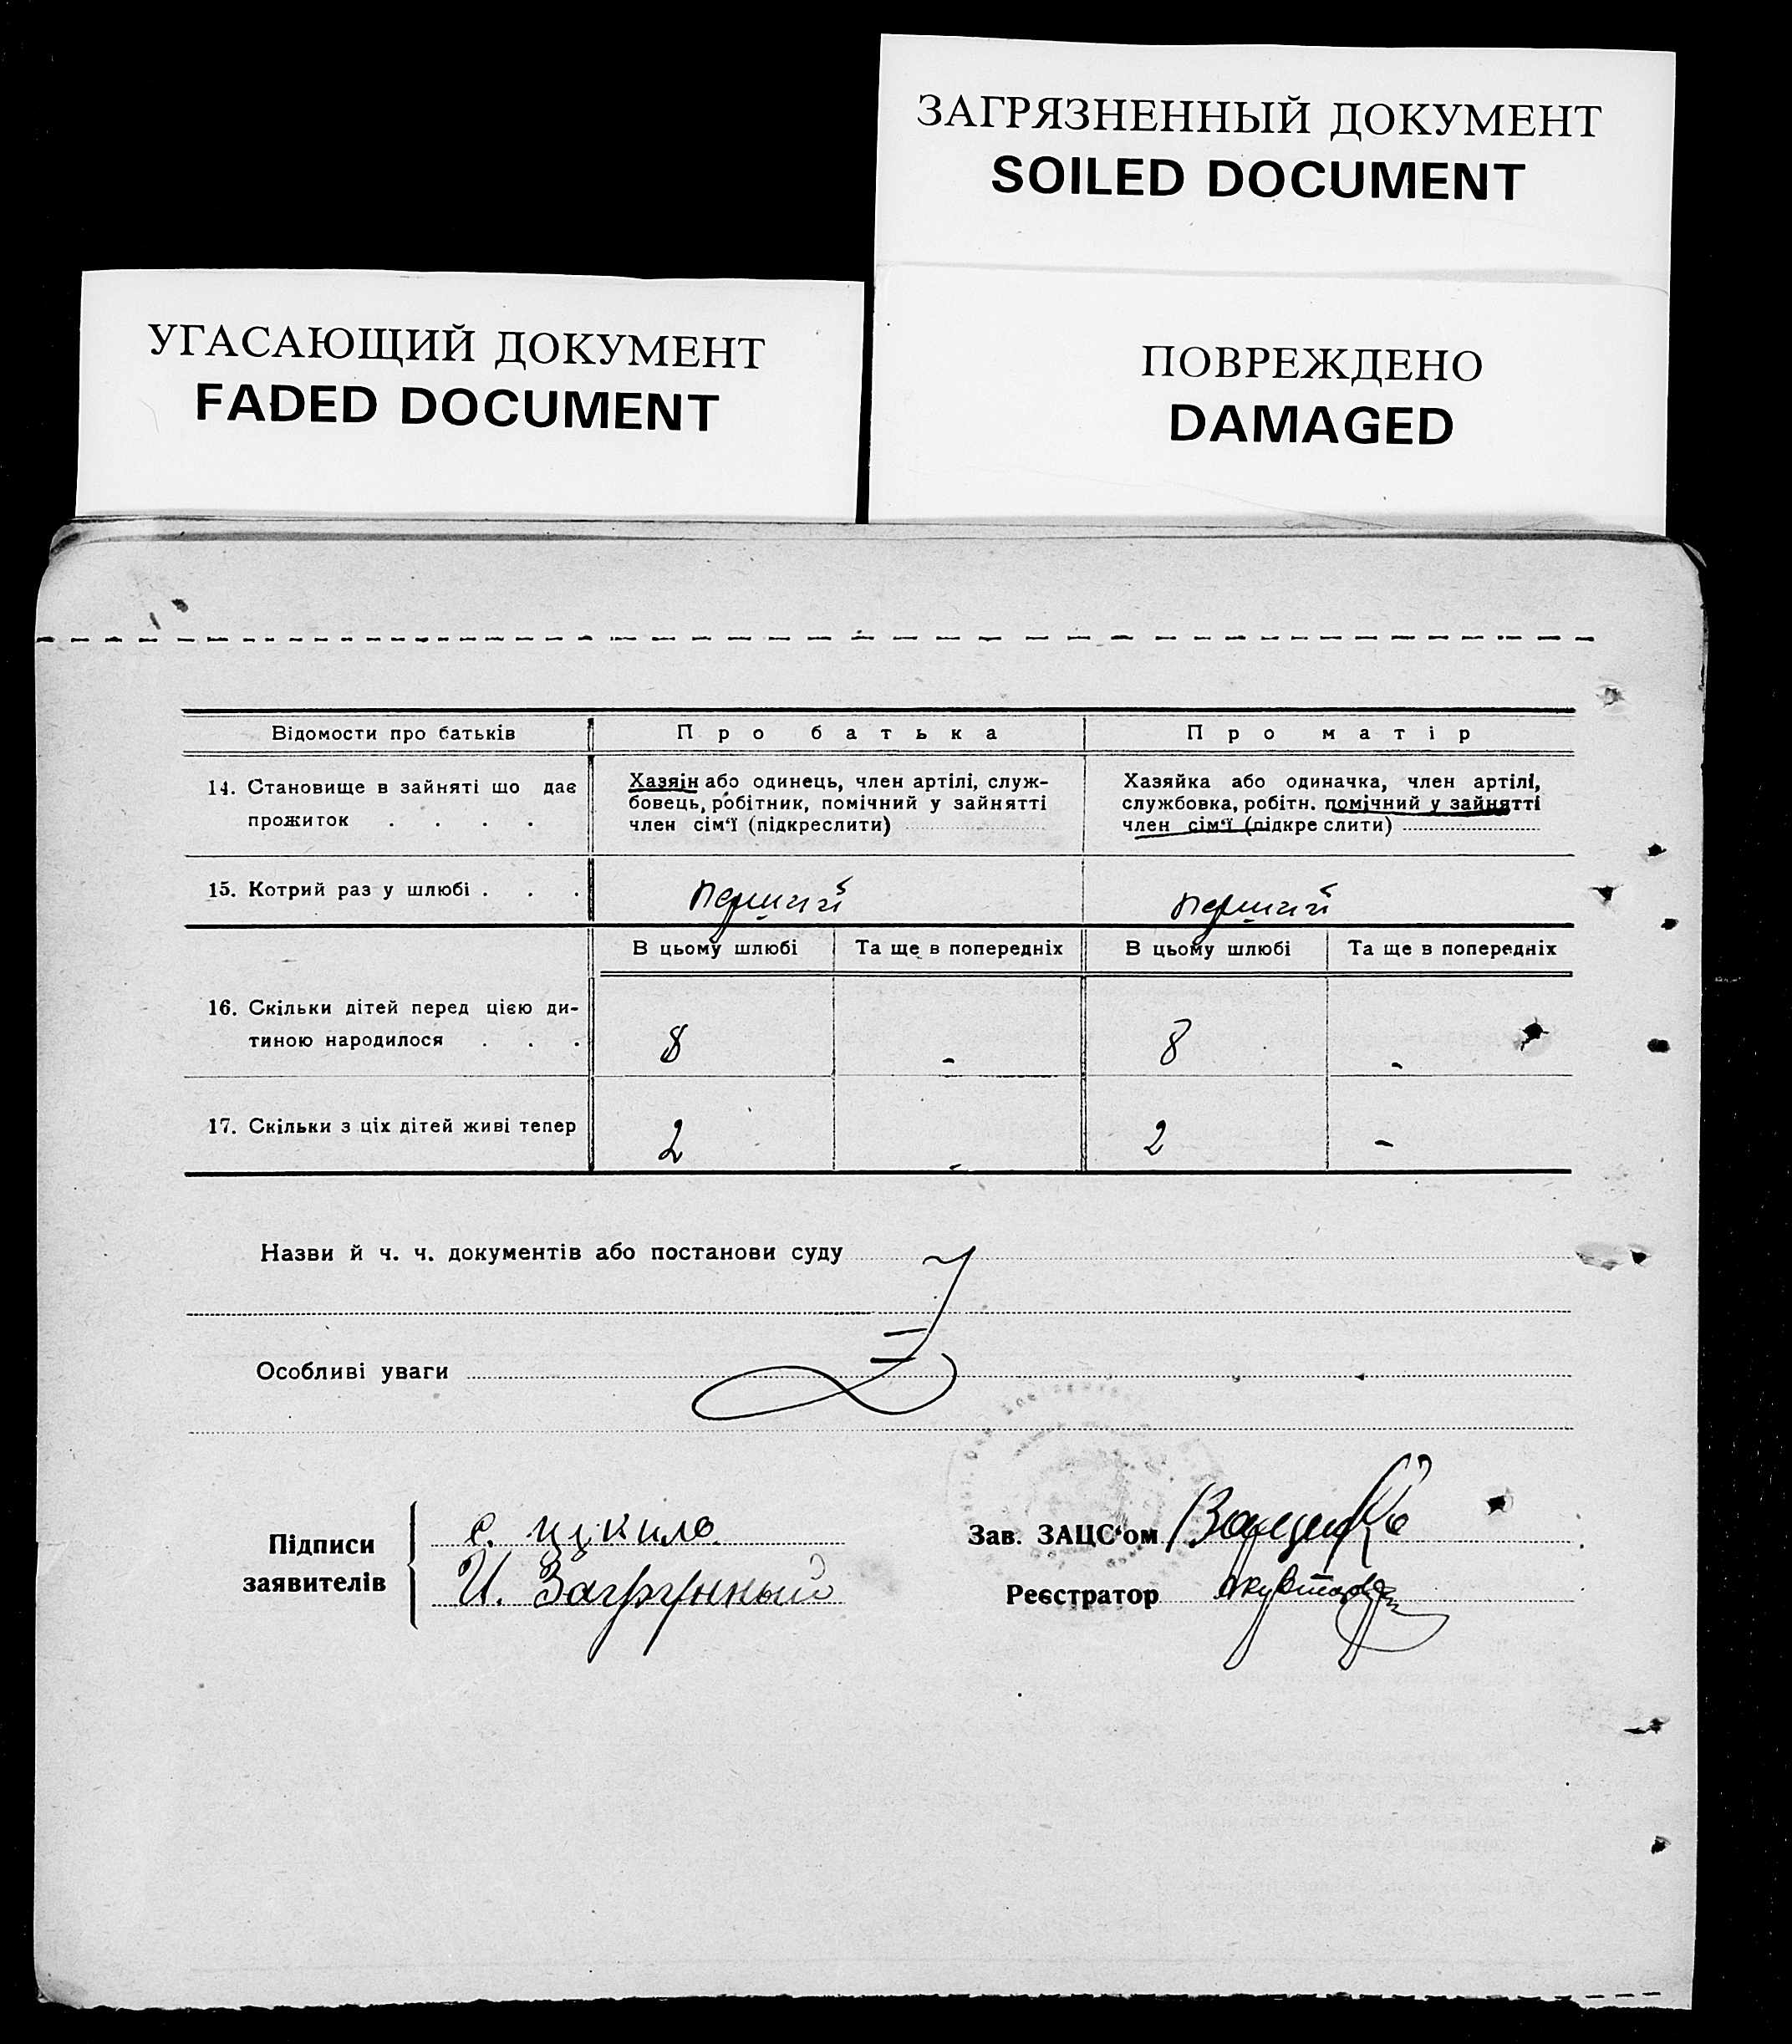 ЗАГРЯЗНЕННЫЙ ДОКУМЕНТ
SOILED DOCUMENT
УГАСАЮЩИЙ ДОКУМЕНТ
FADED DOCUMENT
ПОВРЕЖДЕНО
DAMAGED
Відомости про батьків
Про батька
Про матір
14. Становище в зайняті що дає
прожиток . . . .
Хазяїн або одинець, член артілі, служ-
бовець, робітник, помічний у зайнятті
член сім'ї (підкреслити)
Хазяйка або одиначка, член артілі,
службовка, робітн. помічний у зайнятті
член сім'ї (підкре слити)
15. Котрий раз у шлюбі . . .
перший
перший
В цьому шлюбі
Та ще в попередніх
В цьому шлюбі
Та ще в попередніх
16. Скільки дітей перед цією ди-
тиною народилося . . .
8
-
8
-
17. Скільки з ціх дітей живі тепер
2
-
2
-
Назви й ч. ч. документів або постанови суду
Особливі уваги
Підписи
заявителів
И.
Зав. ЗАЦС'ом
Реєстратор